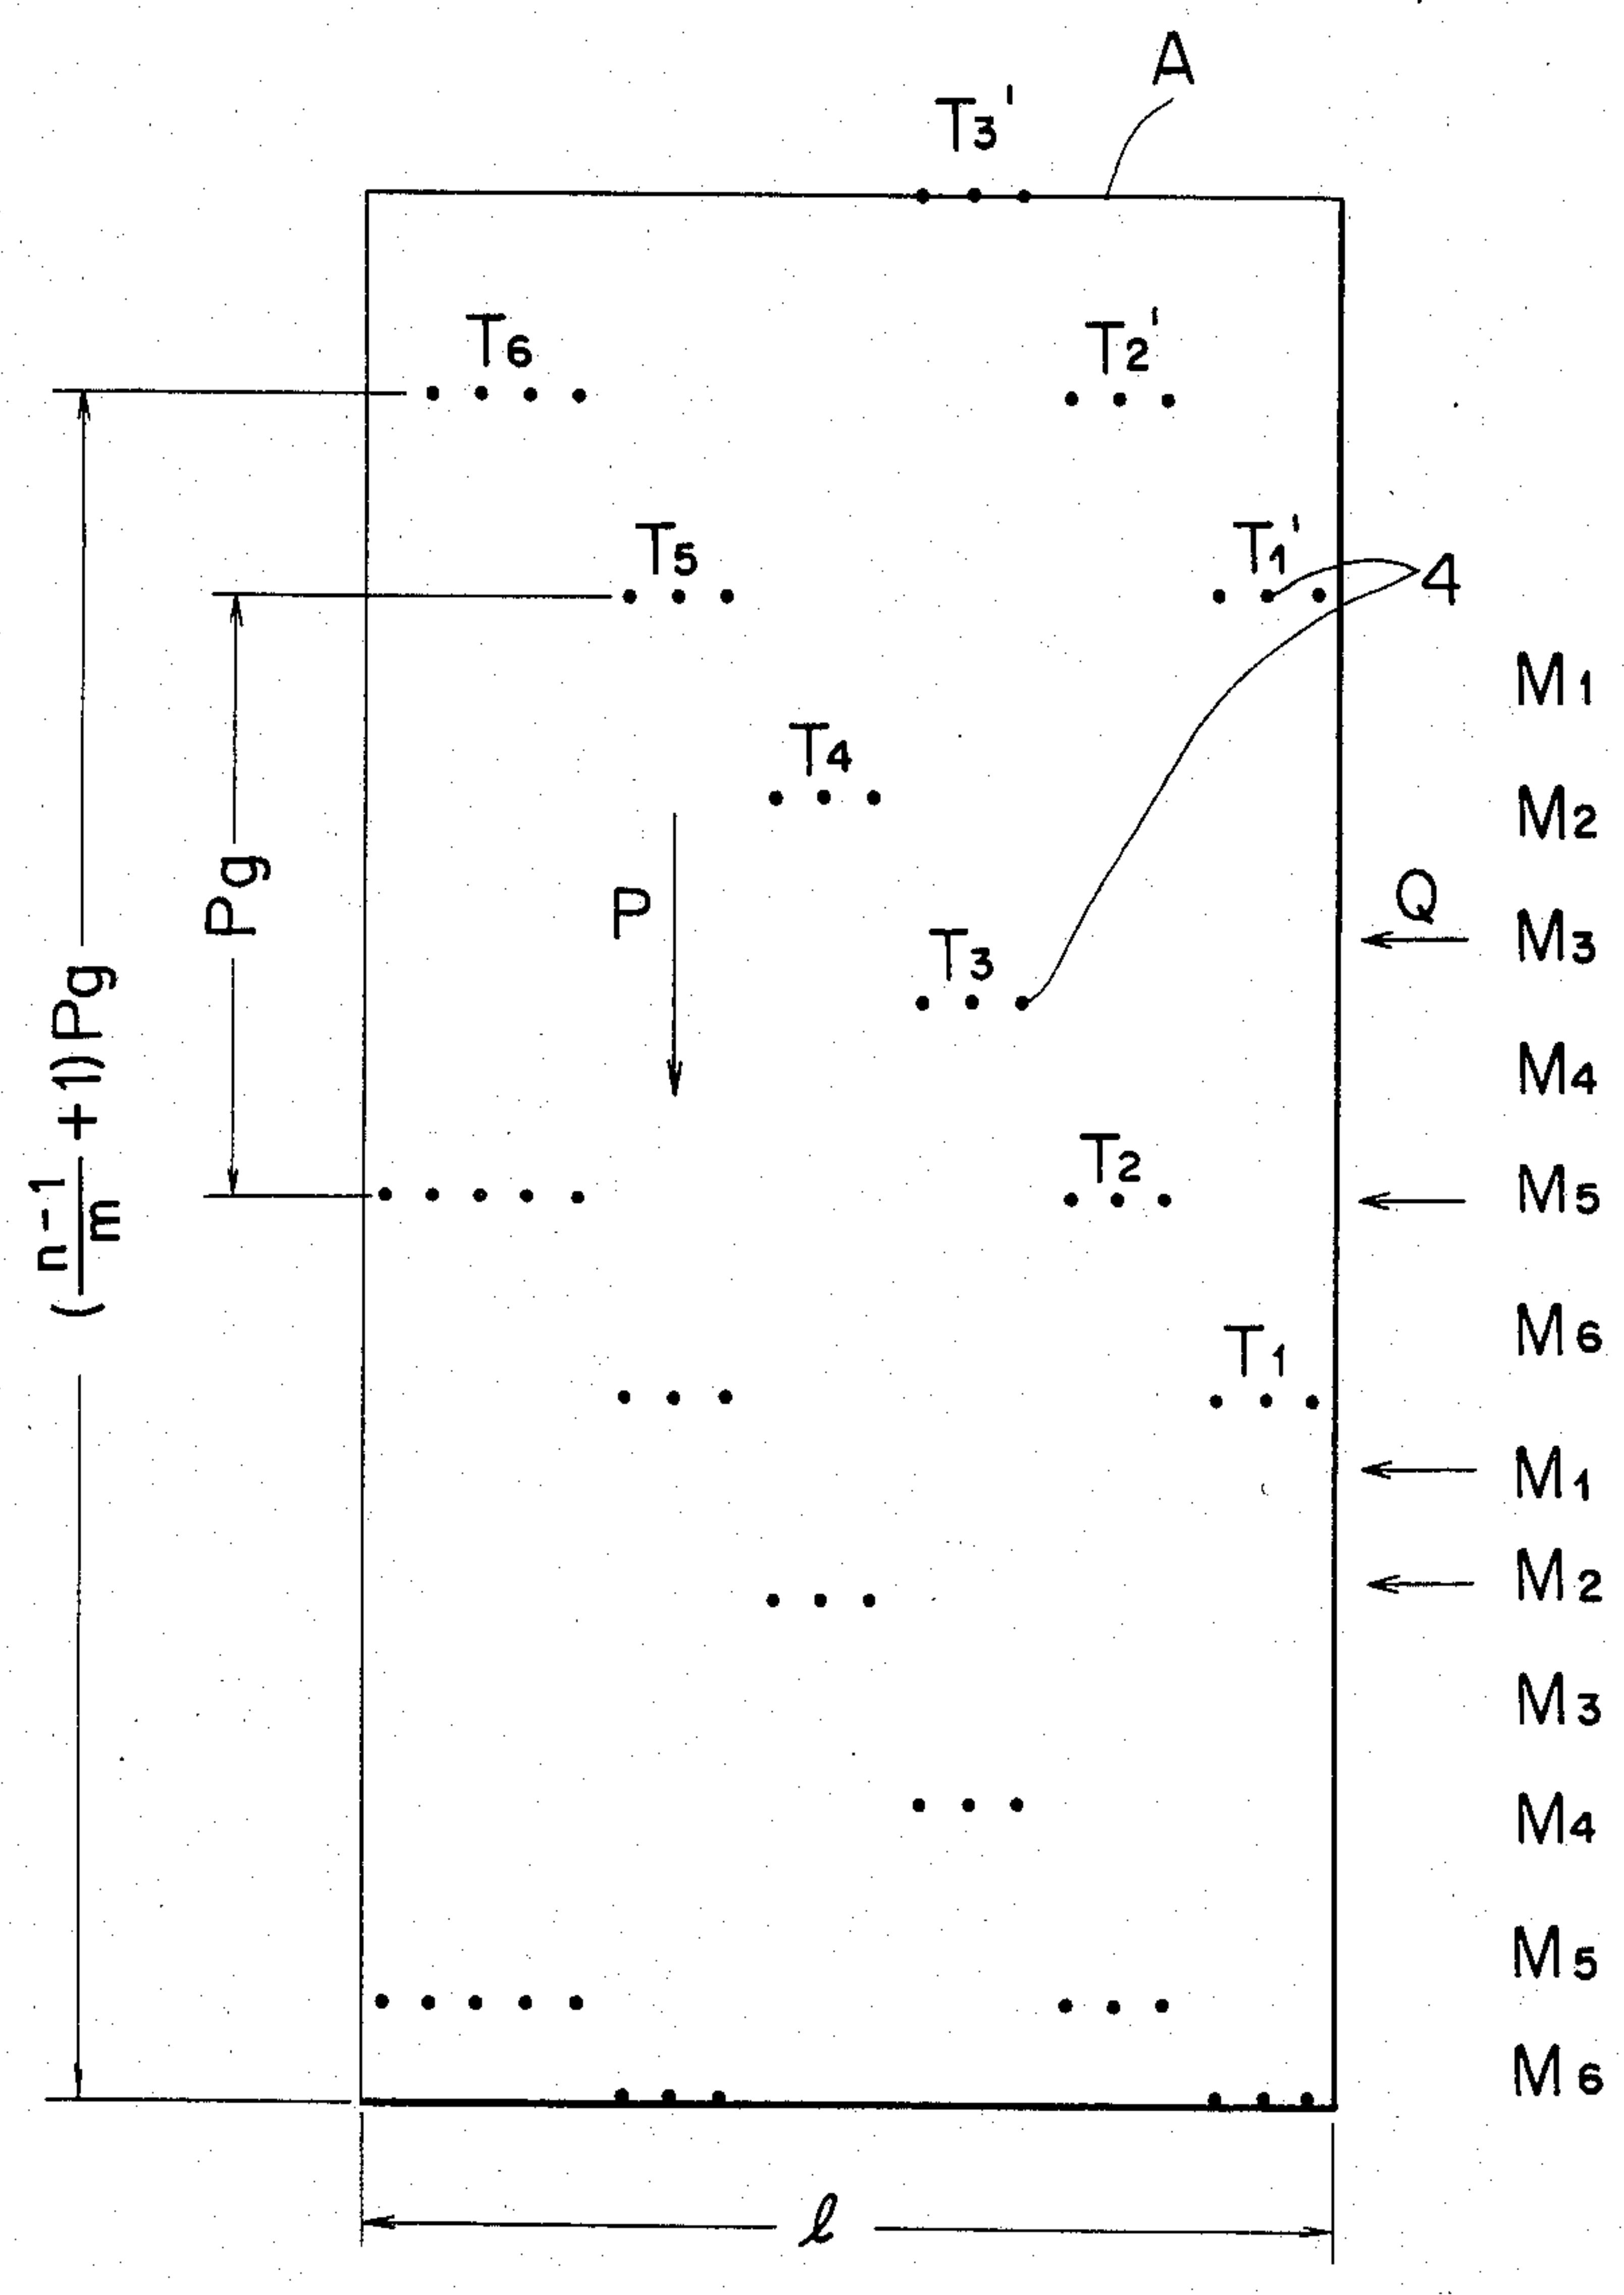 A
T3'
T6
T2'
T5
T1'
4
M1
T4
M2
Pg
P
Q
M3
T3
(n-1/m + 1)Pg
M4
T2
M5
M6
T1
M1
M2
M3
M4
M5
M6
ℓ